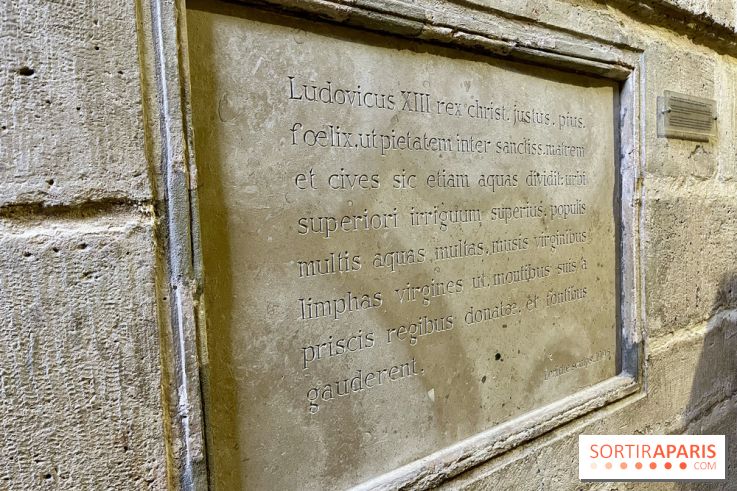 Ludovicus XIII rex christ. justus. pius.
fœlix. ut pietatem inter sanctiss. matrem
et cives sic etiam aquas dividit: urbi
superiori irriguum superius. populis
multis aquas multas. musis virginibus
limphas virgines ut. montibus suis a
priscis regibus donatæ. et fontibus
gauderent.
SORTIRAPARIS
.COM